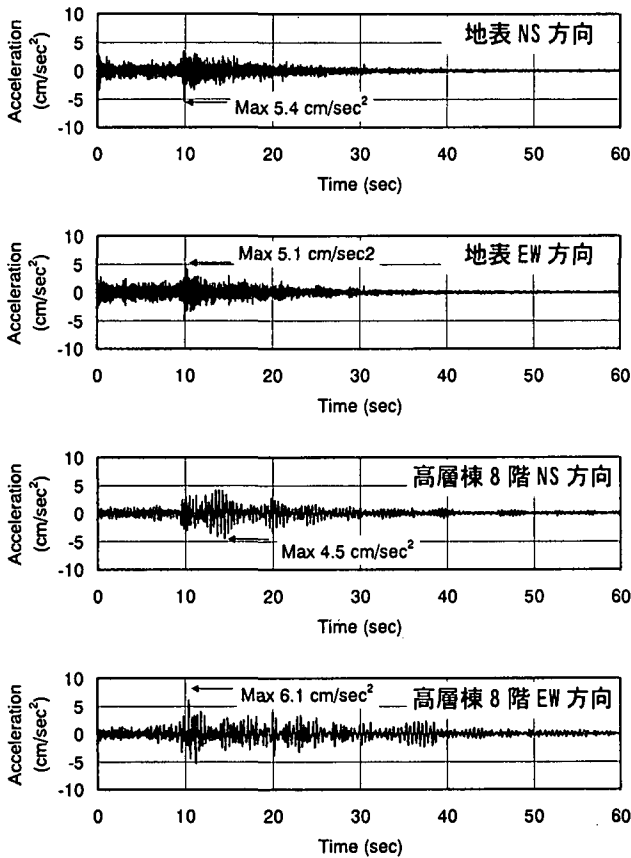 Acceleration
(cm/sec²)
10
5
0
-5
-10
地表 NS 方向
Max 5.4 cm/sec²
0 10 20 30 40 50 60
Time (sec)
Acceleration
(cm/sec²)
10
5
0
-5
-10
地表 EW 方向
Max 5.1 cm/sec2
0 10 20 30 40 50 60
Time (sec)
Acceleration
(cm/sec²)
10
5
0
-5
-10
高層棟 8 階 NS 方向
Max 4.5 cm/sec²
0 10 20 30 40 50 60
Time (sec)
Acceleration
(cm/sec²)
10
5
0
-5
-10
高層棟 8 階 EW 方向
Max 6.1 cm/sec²
0 10 20 30 40 50 60
Time (sec)